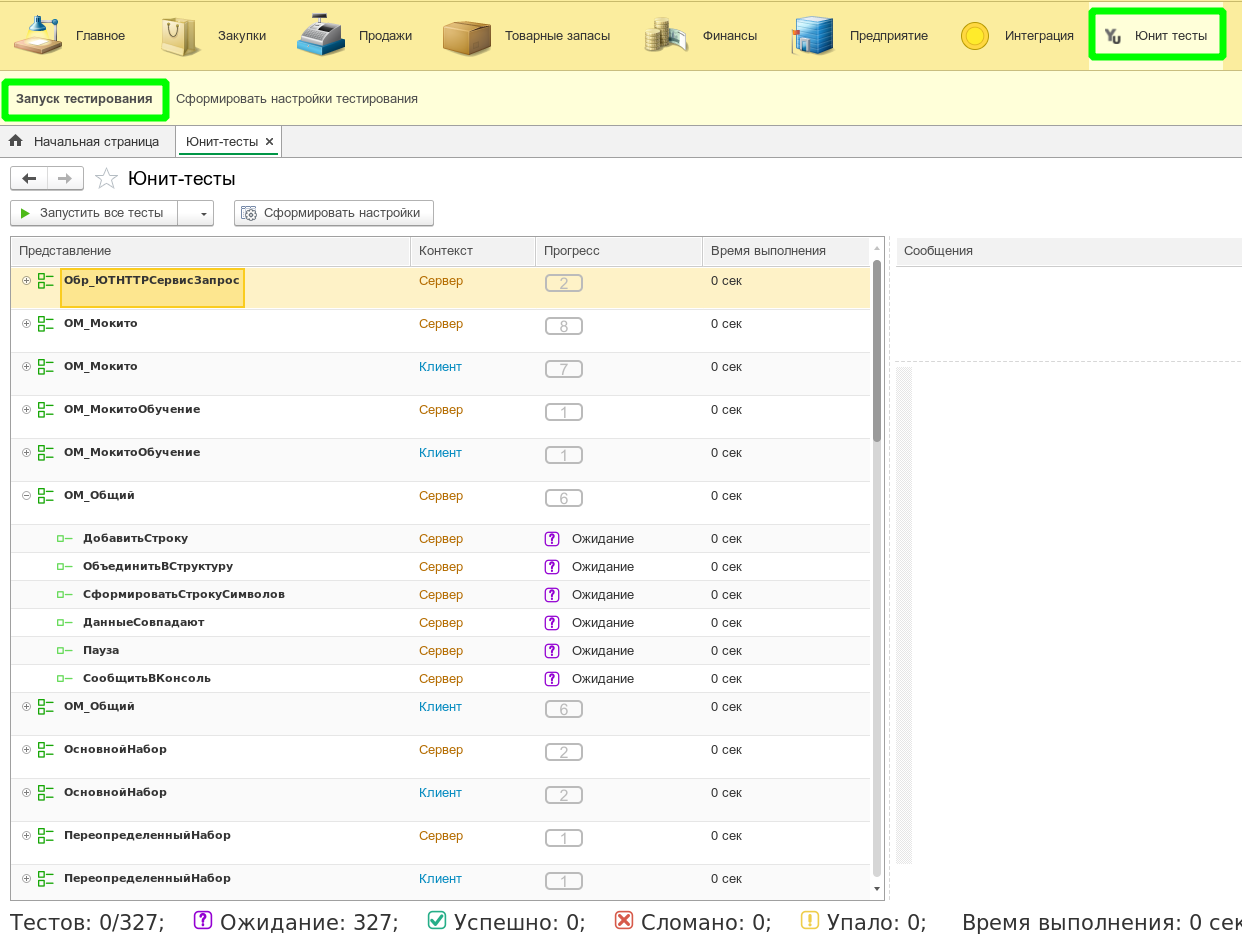 Главное Закупки Продажи Товарные запасы Финансы Предприятие Интеграция Юнит тесты
Запуск тестирования Сформировать настройки тестирования
Начальная страница Юнит-тесты ×
Юнит-тесты
Запустить все тесты Сформировать настройки
Представление Контекст Прогресс Время выполнения Сообщения
Обр_ЮТHTTPСервисЗапрос Сервер 2 0 сек
ОМ_Мокито Сервер 8 0 сек
ОМ_Мокито Клиент 7 0 сек
ОМ_МокитоОбучение Сервер 1 0 сек
ОМ_МокитоОбучение Клиент 1 0 сек
ОМ_Общий Сервер 6 0 сек
ДобавитьСтроку Сервер ? Ожидание 0 сек
ОбъединитьВСтруктуру Сервер ? Ожидание 0 сек
СформироватьСтрокуСимволов Сервер ? Ожидание 0 сек
ДанныеСовпадают Сервер ? Ожидание 0 сек
Пауза Сервер ? Ожидание 0 сек
СообщитьВКонсоль Сервер ? Ожидание 0 сек
ОМ_Общий Клиент 6 0 сек
ОсновнойНабор Сервер 2 0 сек
ОсновнойНабор Клиент 2 0 сек
ПереопределенныйНабор Сервер 1 0 сек
ПереопределенныйНабор Клиент 1 0 сек
Тестов: 0/327; ? Ожидание: 327; Успешно: 0; Сломано: 0; ! Упало: 0; Время выполнения: 0 сек